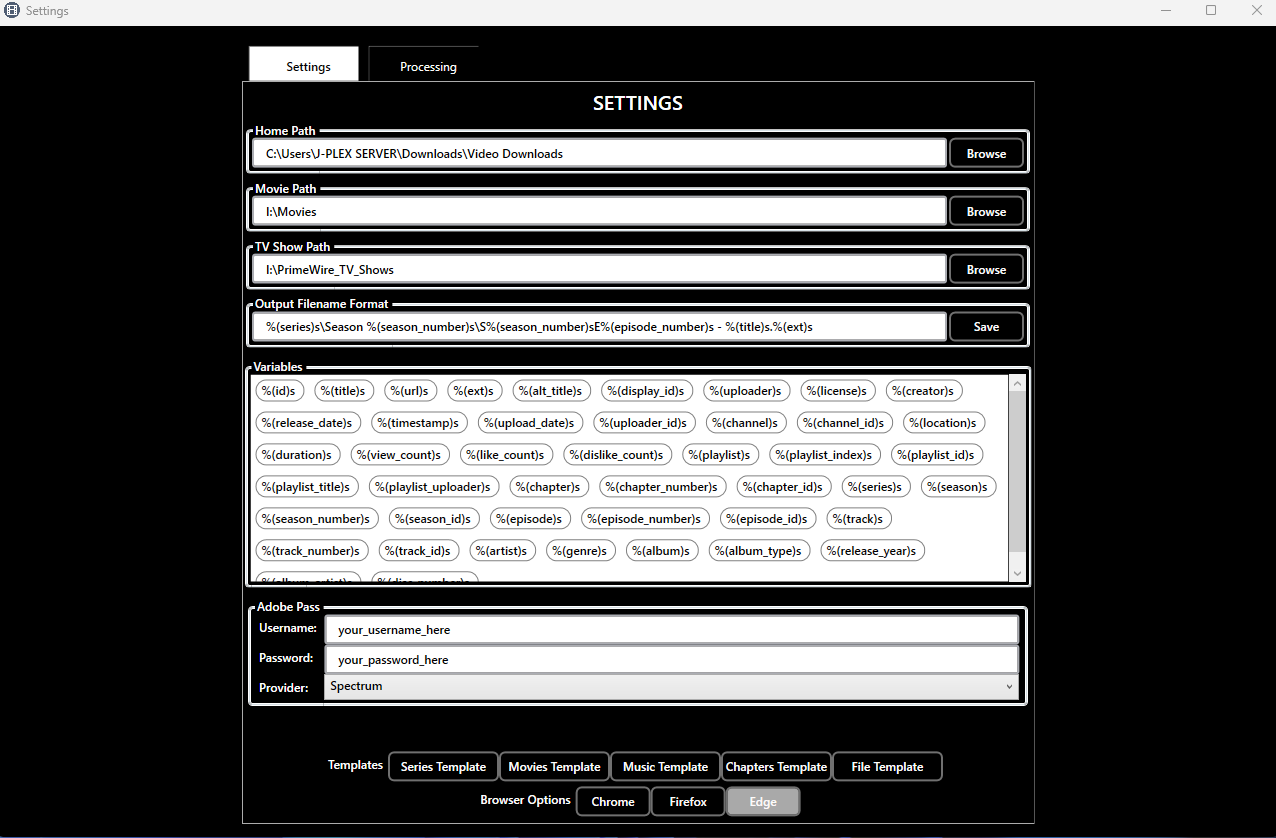 Settings
Settings Processing
SETTINGS
Home Path
C:\Users\J-PLEX SERVER\Downloads\Video Downloads Browse
Movie Path
I:\Movies Browse
TV Show Path
I:\PrimeWire_TV_Shows Browse
Output Filename Format
%(series)s\Season %(season_number)s\S%(season_number)sE%(episode_number)s - %(title)s.%(ext)s Save
Variables
%(id)s %(title)s %(url)s %(ext)s %(alt_title)s %(display_id)s %(uploader)s %(license)s %(creator)s
%(release_date)s %(timestamp)s %(upload_date)s %(uploader_id)s %(channel)s %(channel_id)s %(location)s
%(duration)s %(view_count)s %(like_count)s %(dislike_count)s %(playlist)s %(playlist_index)s %(playlist_id)s
%(playlist_title)s %(playlist_uploader)s %(chapter)s %(chapter_number)s %(chapter_id)s %(series)s %(season)s
%(season_number)s %(season_id)s %(episode)s %(episode_number)s %(episode_id)s %(track)s
%(track_number)s %(track_id)s %(artist)s %(genre)s %(album)s %(album_type)s %(release_year)s
%(album_artist)s %(disc_number)s
Adobe Pass
Username: your_username_here
Password: your_password_here
Provider: Spectrum
Templates Series Template Movies Template Music Template Chapters Template File Template
Browser Options Chrome Firefox Edge